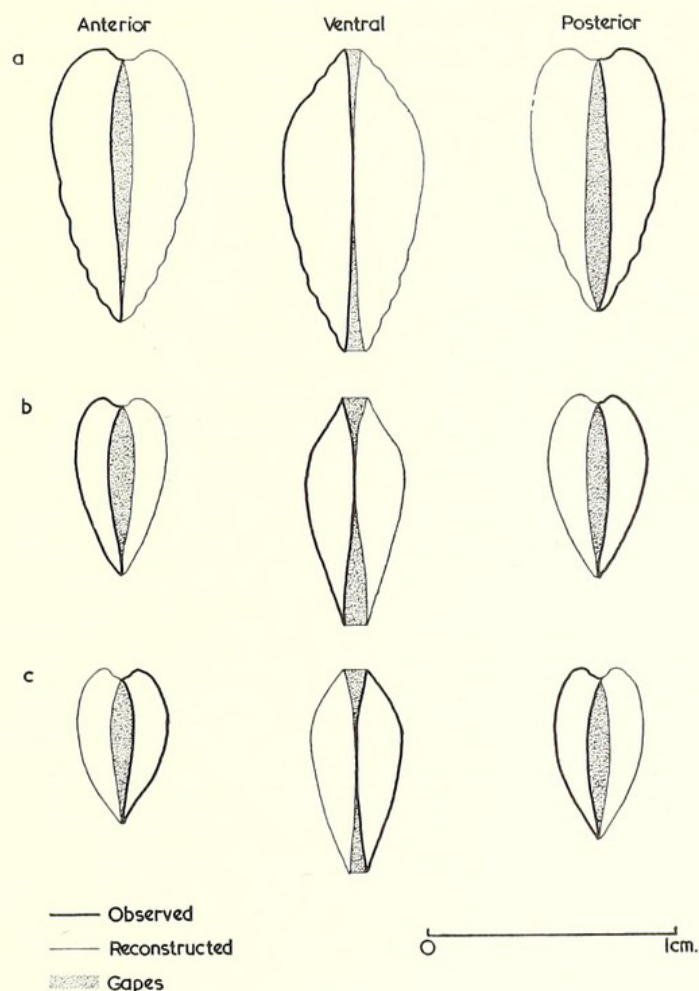 Anterior Ventral Posterior
a
b
c
Observed
Reconstructed
Gapes
0 1cm.